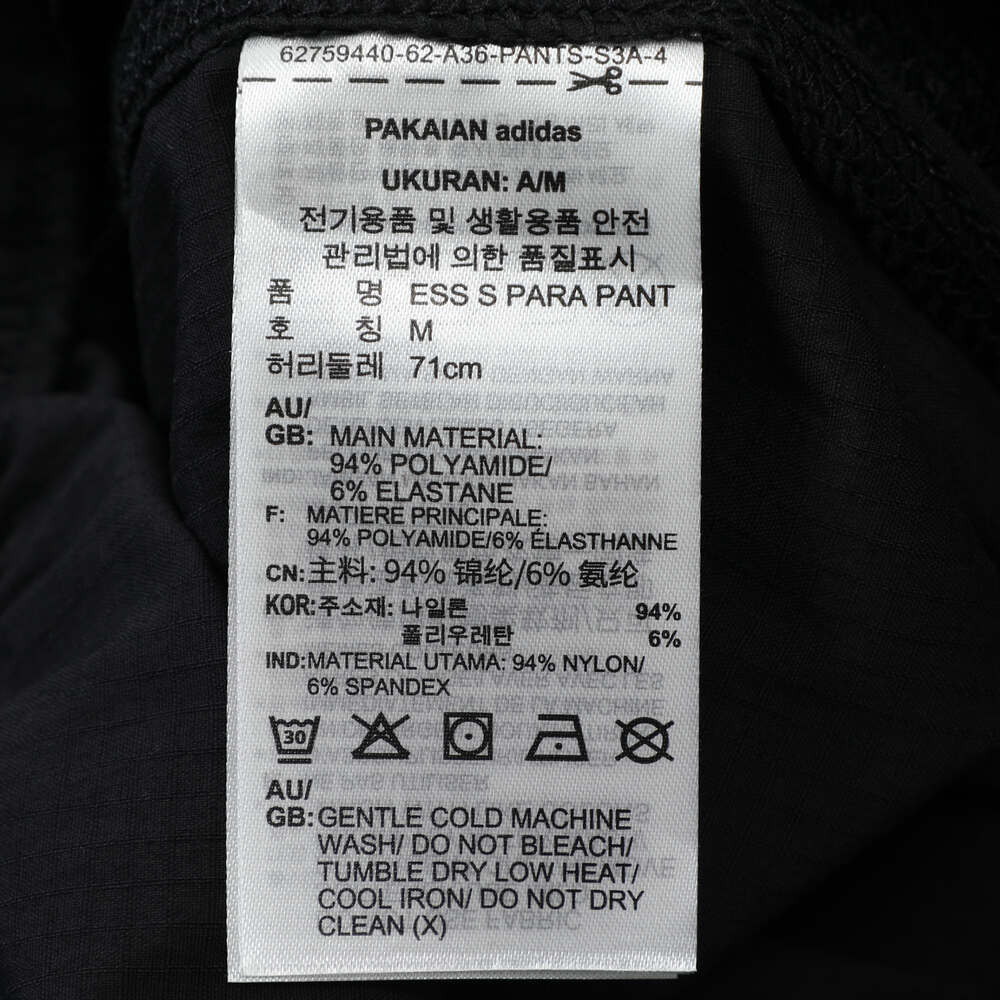 62759440-62-A36-PANTS-S3A-4
PAKAIAN adidas
UKURAN: A/M
전기용품 및 생활용품 안전
관리법에 의한 품질표시
품 명 ESS S PARA PANT
호 칭 M
허리둘레 71cm
AU/
GB: MAIN MATERIAL:
94% POLYAMIDE/
6% ELASTANE
F: MATIERE PRINCIPALE:
94% POLYAMIDE/6% ÉLASTHANNE
CN: 主料: 94% 锦纶/6% 氨纶
KOR: 주소재: 나일론 94%
폴리우레탄 6%
IND: MATERIAL UTAMA: 94% NYLON/
6% SPANDEX
30
AU/
GB: GENTLE COLD MACHINE
WASH/ DO NOT BLEACH/
TUMBLE DRY LOW HEAT/
COOL IRON/ DO NOT DRY
CLEAN (X)